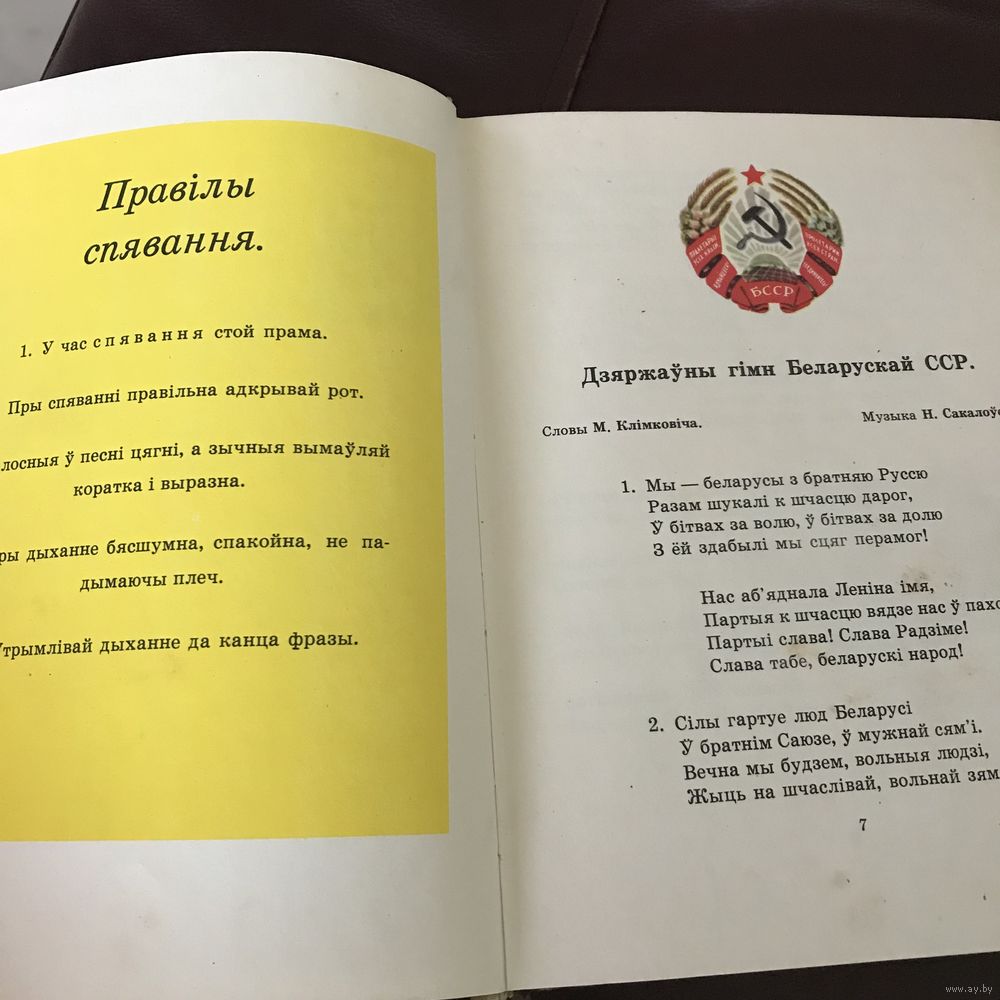 Правілы
спявання.
1. У час спявання стой прама.
Пры спяванні правільна адкрывай рот.
лосныя ў песні цягні, а зычныя вымаўляй
коратка і выразна.
ры дыханне бясшумна, спакойна, не па-
дымаючы плеч.
трымлівай дыханне да канца фразы.
БССР
Дзяржаўны гімн Беларускай ССР.
Словы М. Клімковіча.
Музыка Н. Сакалоўс
1. Мы — беларусы з братняю Руссю
Разам шукалі к шчасцю дарог,
Ў бітвах за волю, ў бітвах за долю
З ёй здабылі мы сцяг перамог!
Нас аб'яднала Леніна імя,
Партыя к шчасцю вядзе нас ў пахо
Партыі слава! Слава Радзіме!
Слава табе, беларускі народ!
2. Сілы гартуе люд Беларусі
Ў братнім Саюзе, ў мужнай сям'і.
Вечна мы будзем, вольныя людзі,
Жыць на шчаслівай, вольнай зям
7
www.ay.by